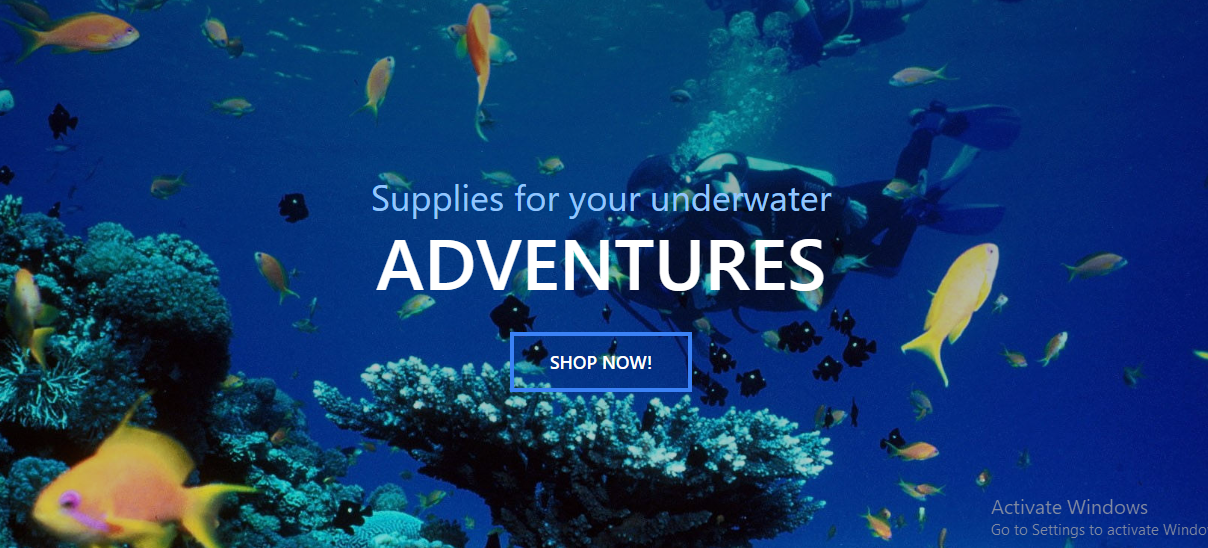 Supplies for your underwater
ADVENTURES
SHOP NOW!
Activate Windows
Go to Settings to activate Windo